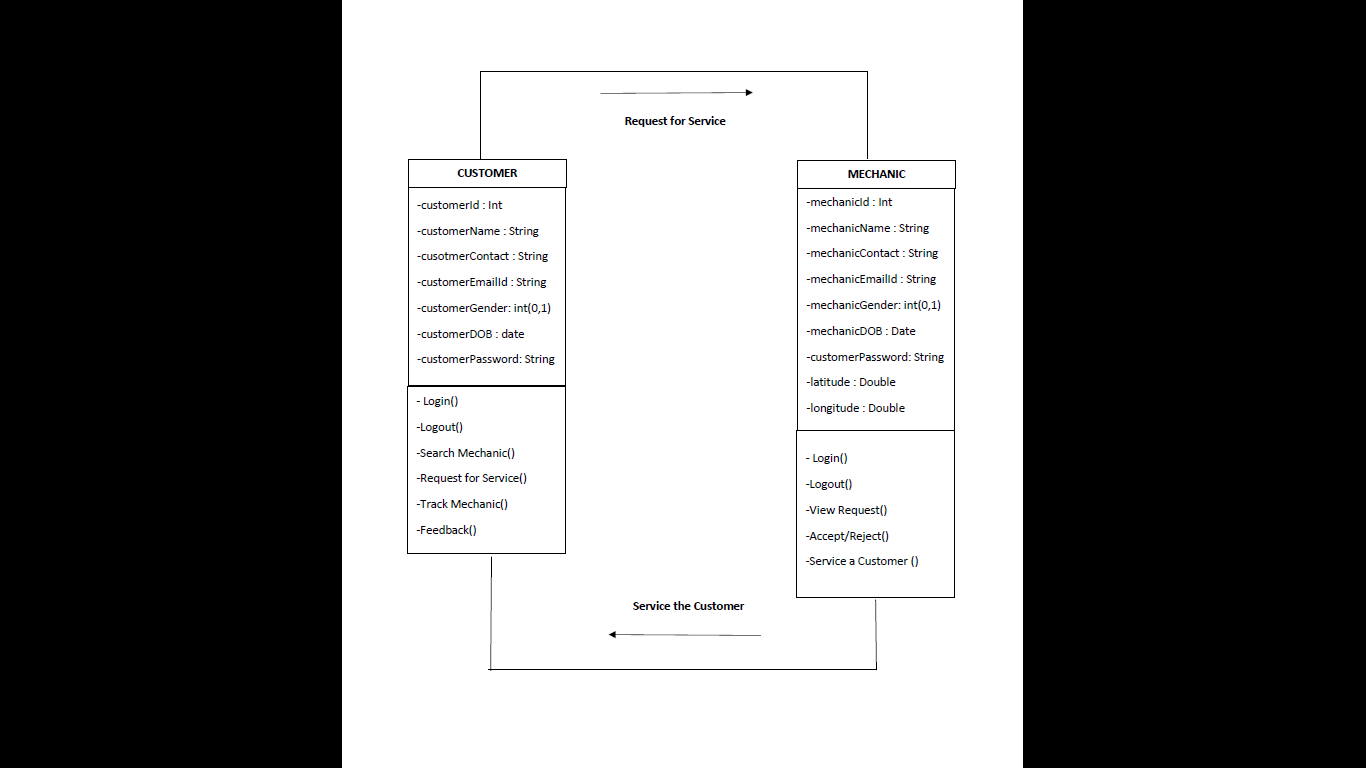 Request for Service
CUSTOMER
-customerId : Int
-customerName : String
-cusotmerContact : String
-customerEmailId : String
-customerGender: int(0,1)
-customerDOB : date
-customerPassword: String
- Login()
-Logout()
-Search Mechanic()
-Request for Service()
-Track Mechanic()
-Feedback()
MECHANIC
-mechanicId : Int
-mechanicName : String
-mechanicContact : String
-mechanicEmailId : String
-mechanicGender: int(0,1)
-mechanicDOB : Date
-customerPassword: String
-latitude : Double
-longitude : Double
- Login()
-Logout()
-View Request()
-Accept/Reject()
-Service a Customer ()
Service the Customer